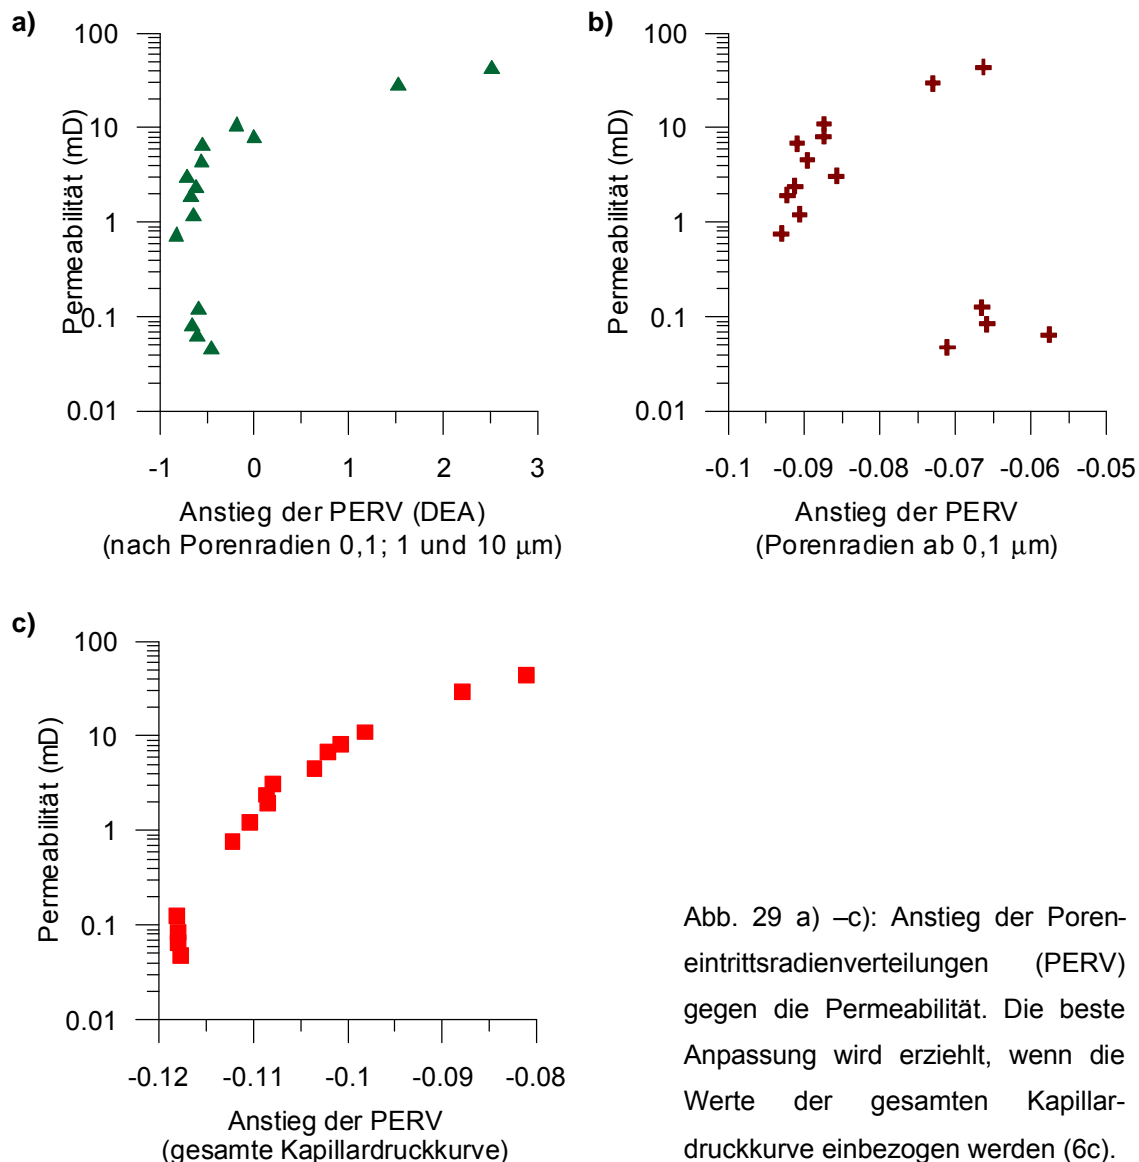 a)
100
10
1
0.1
0.01
Permeabilität (mD)
-1 0 1 2 3
Anstieg der PERV (DEA)
(nach Porenradien 0,1; 1 und 10 μm)
b)
100
10
1
0.1
0.01
Permeabilität (mD)
-0.1 -0.09 -0.08 -0.07 -0.06 -0.05
Anstieg der PERV
(Porenradien ab 0,1 μm)
c)
100
10
1
0.1
0.01
Permeabilität (mD)
-0.12 -0.11 -0.1 -0.09 -0.08
Anstieg der PERV
(gesamte Kapillardruckkurve)
Abb. 29 a) –c): Anstieg der Poren-
eintrittsradienverteilungen (PERV)
gegen die Permeabilität. Die beste
Anpassung wird erziehlt, wenn die
Werte der gesamten Kapillar-
druckkurve einbezogen werden (6c).